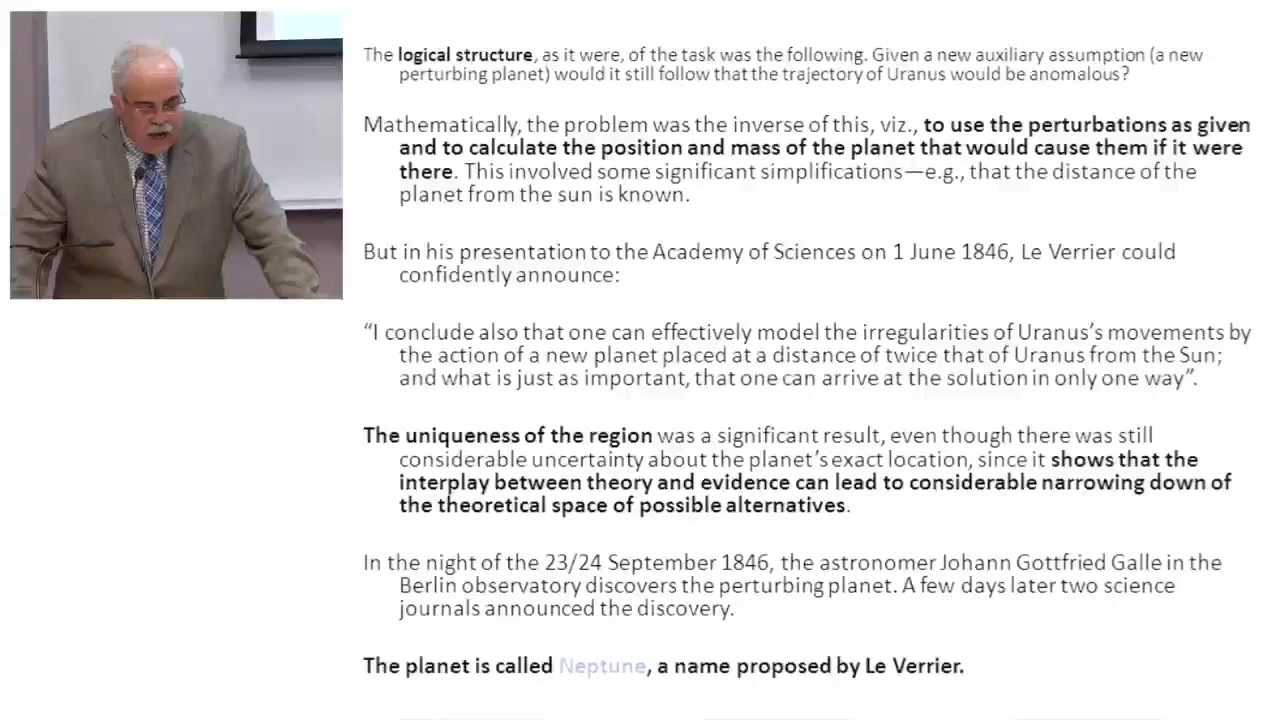 The logical structure, as it were, of the task was the following. Given a new auxiliary assumption (a new
perturbing planet) would it still follow that the trajectory of Uranus would be anomalous?
Mathematically, the problem was the inverse of this, viz., to use the perturbations as given
and to calculate the position and mass of the planet that would cause them if it were
there. This involved some significant simplifications—e.g., that the distance of the
planet from the sun is known.
But in his presentation to the Academy of Sciences on 1 June 1846, Le Verrier could
confidently announce:
“I conclude also that one can effectively model the irregularities of Uranus’s movements by
the action of a new planet placed at a distance of twice that of Uranus from the Sun;
and what is just as important, that one can arrive at the solution in only one way”.
The uniqueness of the region was a significant result, even though there was still
considerable uncertainty about the planet’s exact location, since it shows that the
interplay between theory and evidence can lead to considerable narrowing down of
the theoretical space of possible alternatives.
In the night of the 23/24 September 1846, the astronomer Johann Gottfried Galle in the
Berlin observatory discovers the perturbing planet. A few days later two science
journals announced the discovery.
The planet is called Neptune, a name proposed by Le Verrier.